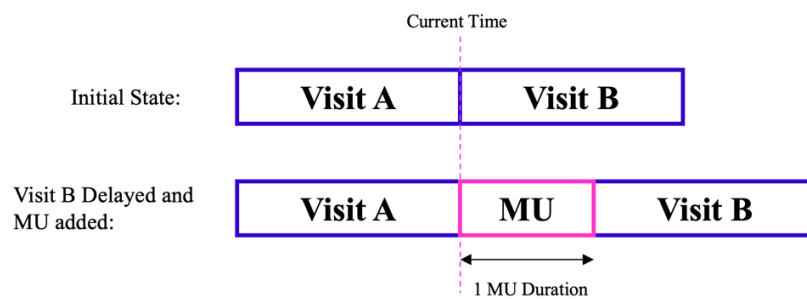 Current Time
Initial State:
Visit A
Visit B
Visit B Delayed and
MU added:
Visit A
MU
Visit B
1 MU Duration